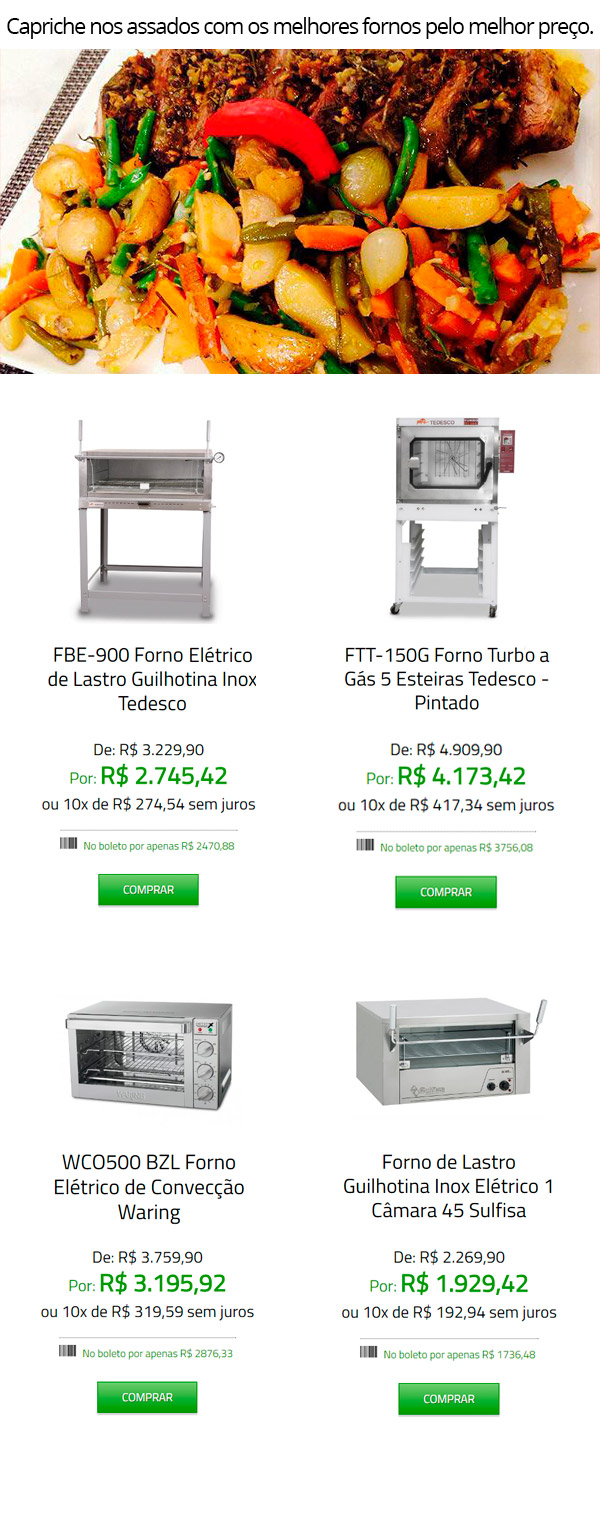 Capriche nos assados com os melhores fornos pelo melhor preço.
TEDESCO
FBE-900 Forno Elétrico
de Lastro Guilhotina Inox
Tedesco
De: R$ 3.229,90
Por: R$ 2.745,42
ou 10x de R$ 274,54 sem juros
No boleto por apenas R$ 2470,88
COMPRAR
FTT-150G Forno Turbo a
Gás 5 Esteiras Tedesco -
Pintado
De: R$ 4.909,90
Por: R$ 4.173,42
ou 10x de R$ 417,34 sem juros
No boleto por apenas R$ 3756,08
COMPRAR
WARING
WCO500 BZL Forno
Elétrico de Convecção
Waring
De: R$ 3.759,90
Por: R$ 3.195,92
ou 10x de R$ 319,59 sem juros
No boleto por apenas R$ 2876,33
COMPRAR
Sulfisa
Forno de Lastro
Guilhotina Inox Elétrico 1
Câmara 45 Sulfisa
De: R$ 2.269,90
Por: R$ 1.929,42
ou 10x de R$ 192,94 sem juros
No boleto por apenas R$ 1736,48
COMPRAR